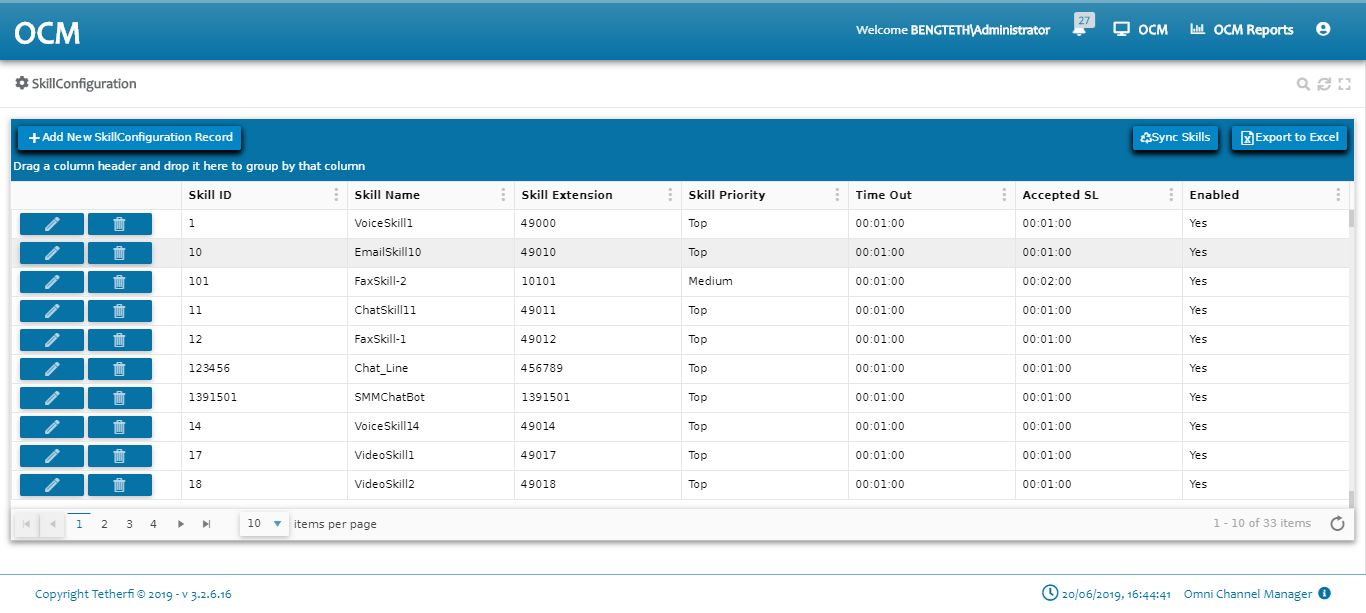 OCM
Welcome BENGTETH\Administrator 27 OCM OCM Reports
SkillConfiguration
Add New SkillConfiguration Record Sync Skills Export to Excel
Drag a column header and drop it here to group by that column
Skill ID Skill Name Skill Extension Skill Priority Time Out Accepted SL Enabled
1 VoiceSkill1 49000 Top 00:01:00 00:01:00 Yes
10 EmailSkill10 49010 Top 00:01:00 00:01:00 Yes
101 FaxSkill-2 10101 Medium 00:01:00 00:02:00 Yes
11 ChatSkill11 49011 Top 00:01:00 00:01:00 Yes
12 FaxSkill-1 49012 Top 00:01:00 00:01:00 Yes
123456 Chat_Line 456789 Top 00:01:00 00:01:00 Yes
1391501 SMMChatBot 1391501 Top 00:01:00 00:01:00 Yes
14 VoiceSkill14 49014 Top 00:01:00 00:01:00 Yes
17 VideoSkill1 49017 Top 00:01:00 00:01:00 Yes
18 VideoSkill2 49018 Top 00:01:00 00:01:00 Yes
1 2 3 4 10 items per page 1 - 10 of 33 items
Copyright Tetherfi © 2019 - v 3.2.6.16 20/06/2019, 16:44:41 Omni Channel Manager